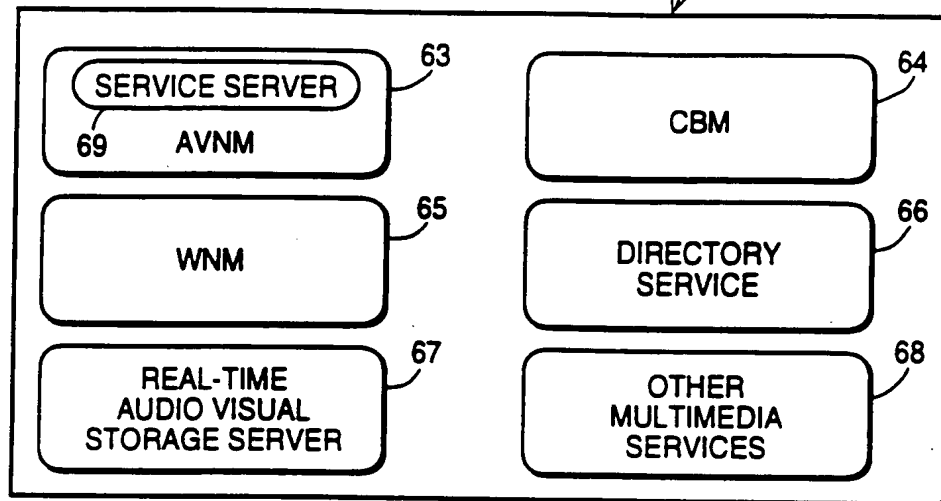 SERVICE SERVER
63
69
AVNM
CBM
64
WNM
65
DIRECTORY
SERVICE
66
REAL-TIME
AUDIO VISUAL
STORAGE SERVER
67
OTHER
MULTIMEDIA
SERVICES
68